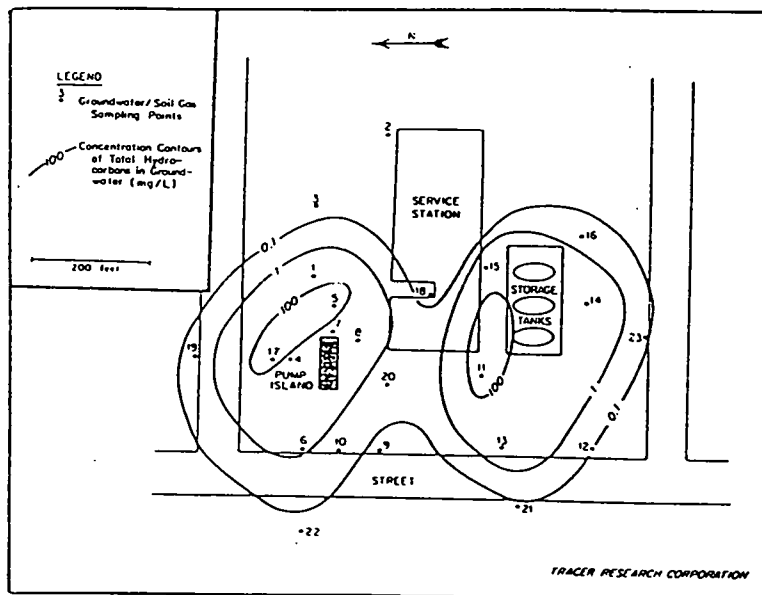 N
LEGEND
3
Groundwater/Soil Gas
Sampling Points
100
Concentration Contours
of Total Hydro-
carbons in Ground-
water (mg/L)
200 feet
2
3
SERVICE
STATION
0.1
1
1
100
5
7
8
18
15
16
STORAGE
14
TANKS
23
19
17
4
PUMP
ISLAND
20
11
100
1
0.1
6
10
9
13
12
STREET
21
22
TRACER RESEARCH CORPORATION